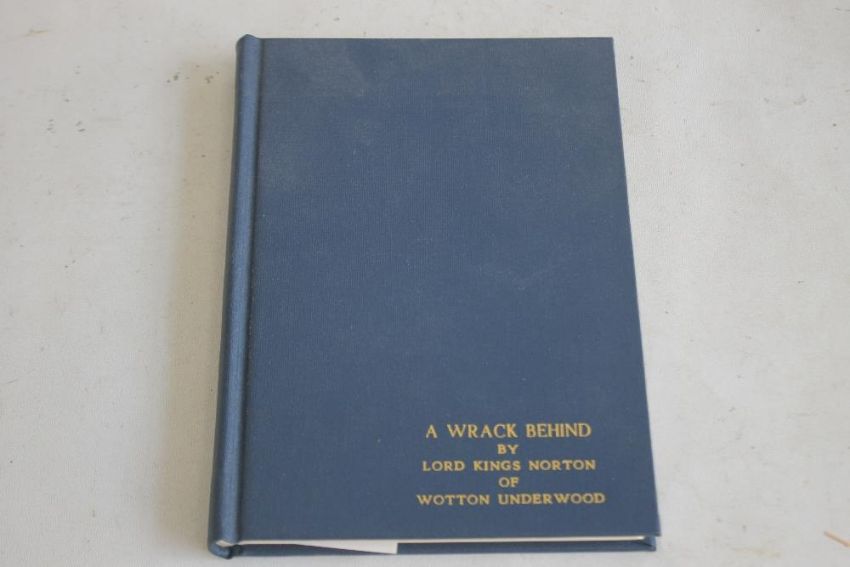 A WRACK BEHIND
BY
LORD KINGS NORTON
OF
WOTTON UNDERWOOD